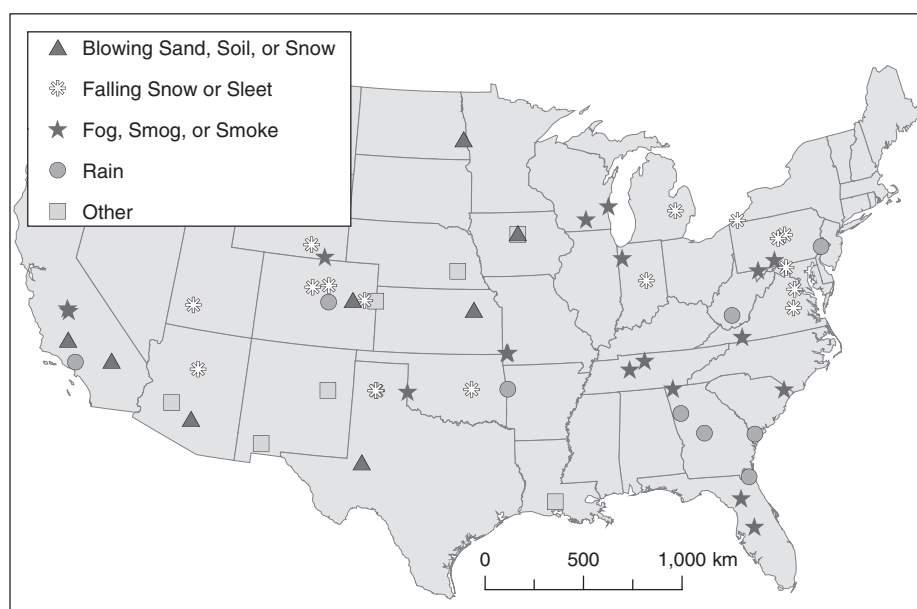 Blowing Sand, Soil, or Snow
Falling Snow or Sleet
Fog, Smog, or Smoke
Rain
Other
0 500 1,000 km